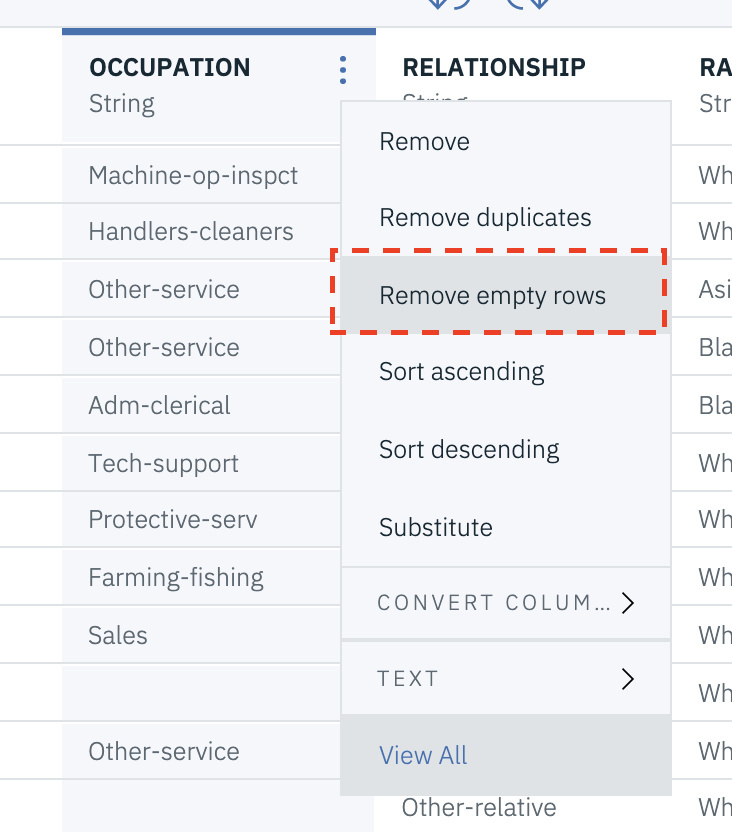 OCCUPATION RELATIONSHIP RA
String String Str
Remove
Machine-op-inspct Wh
Remove duplicates
Handlers-cleaners Wh
Other-service Remove empty rows Asi
Other-service Bla
Sort ascending
Adm-clerical Bla
Sort descending
Tech-support Wh
Protective-serv Substitute Wh
Farming-fishing Wh
CONVERT COLUM...
Sales Wh
TEXT
Wh
Other-service View All Wh
Other-relative Wh